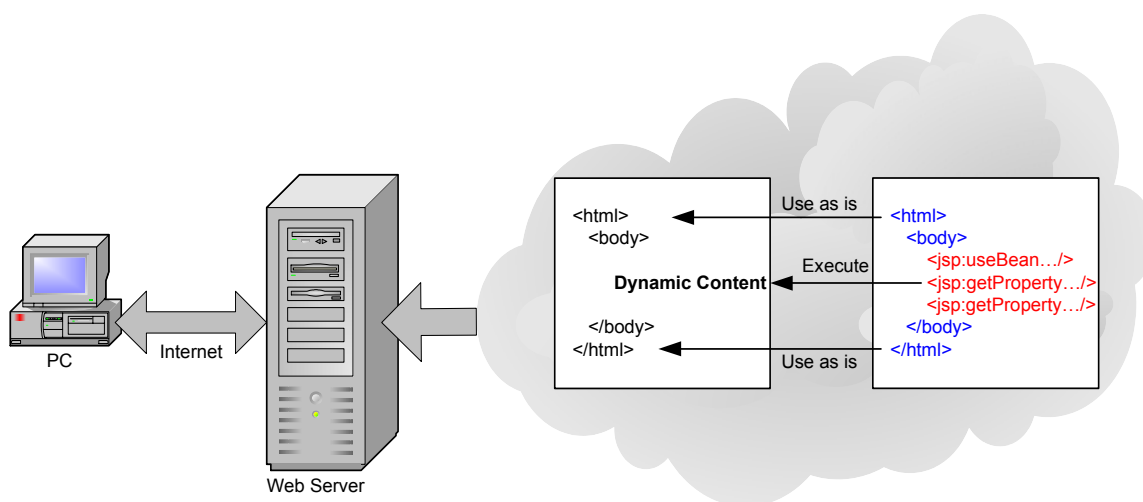 PC
Internet
Web Server
<html>
<body>
Dynamic Content
</body>
</html>
Use as is
Execute
Use as is
<html>
<body>
<jsp:useBean…/>
<jsp:getProperty…/>
<jsp:getProperty…/>
</body>
</html>